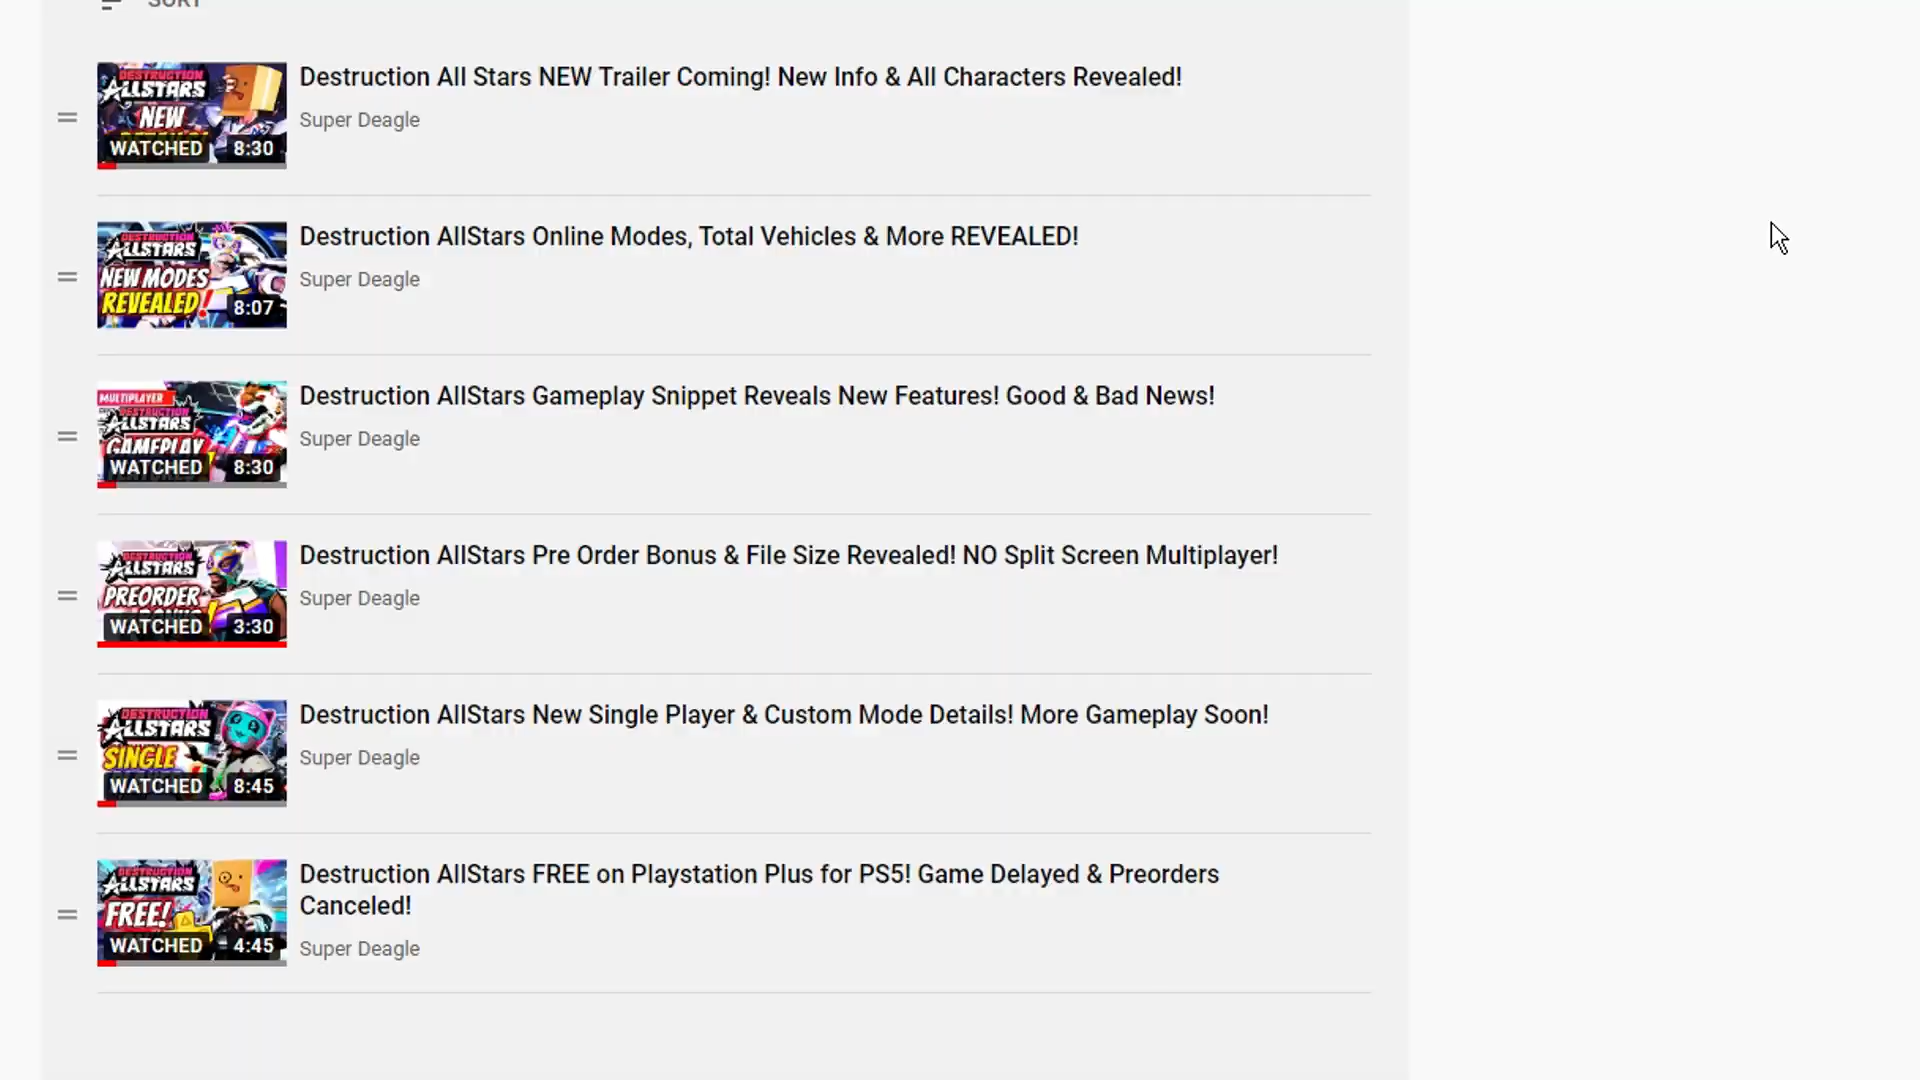 SORT
DESTRUCTION
ALLSTARS
NEW
WATCHED 8:30
Destruction All Stars NEW Trailer Coming! New Info & All Characters Revealed!
Super Deagle
DESTRUCTION
ALLSTARS
NEW MODES
REVEALED!
8:07
Destruction AllStars Online Modes, Total Vehicles & More REVEALED!
Super Deagle
MULTIPLAYER
DESTRUCTION
ALLSTARS
GAMEPLAY
WATCHED 8:30
Destruction AllStars Gameplay Snippet Reveals New Features! Good & Bad News!
Super Deagle
DESTRUCTION
ALLSTARS
PREORDER
WATCHED 3:30
Destruction AllStars Pre Order Bonus & File Size Revealed! NO Split Screen Multiplayer!
Super Deagle
DESTRUCTION
ALLSTARS
SINGLE
WATCHED 8:45
Destruction AllStars New Single Player & Custom Mode Details! More Gameplay Soon!
Super Deagle
DESTRUCTION
ALLSTARS
FREE!
WATCHED 4:45
Destruction AllStars FREE on Playstation Plus for PS5! Game Delayed & Preorders
Canceled!
Super Deagle